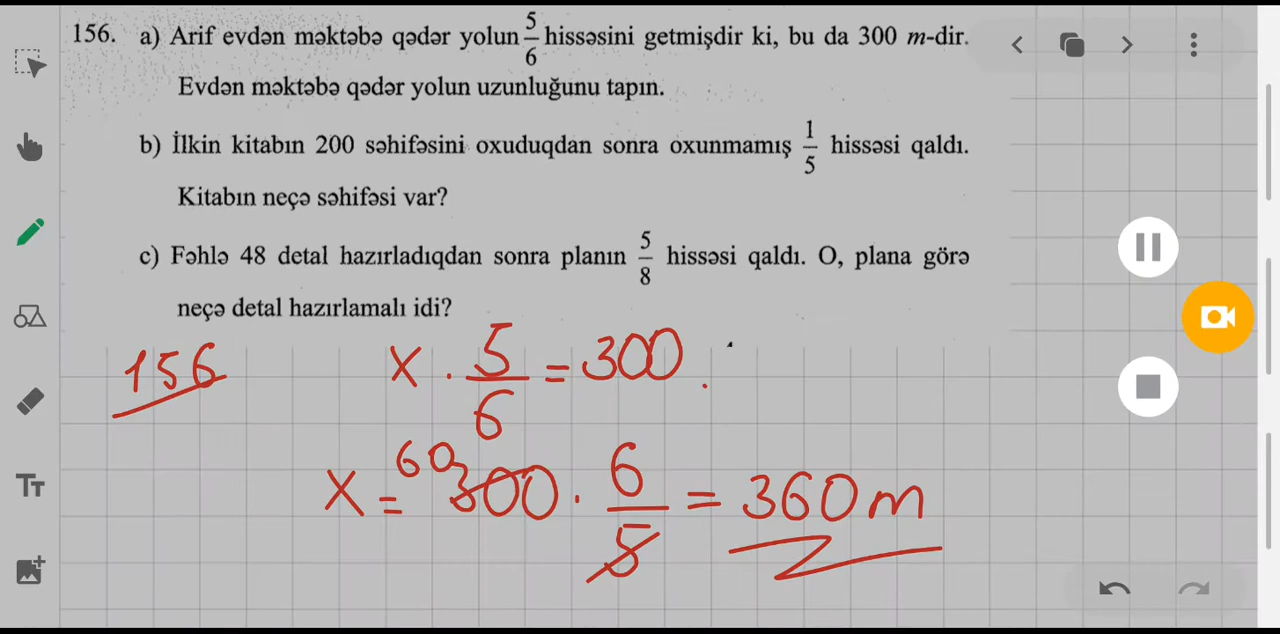 156. a) Arif evdən məktəbə qədər yolun 5/6 hissəsini getmişdir ki, bu da 300 m-dir.
Evdən məktəbə qədər yolun uzunluğunu tapın.
b) İlkin kitabın 200 səhifəsini oxuduqdan sonra oxunmamış 1/5 hissəsi qaldı.
Kitabın neçə səhifəsi var?
c) Fəhlə 48 detal hazırladıqdan sonra planın 5/8 hissəsi qaldı. O, plana görə
neçə detal hazırlamalı idi?
156
x · 5/6 = 300.
60
x = 300 · 6/5 = 360 m
Tт